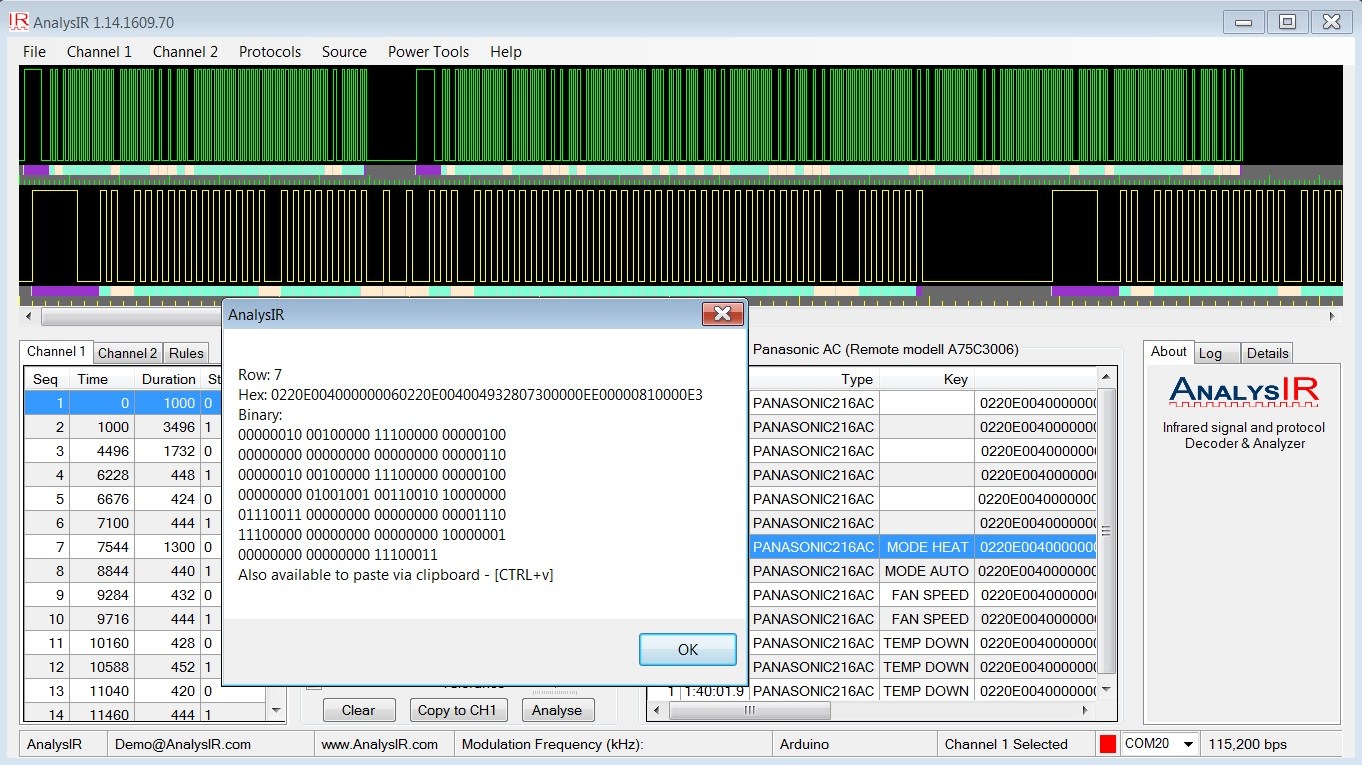 IR AnalysIR 1.14.1609.70
File Channel 1 Channel 2 Protocols Source Power Tools Help
AnalysIR
Row: 7
Hex: 0220E004000000060220E004004932807300000EE00000810000E3
Binary:
00000010 00100000 11100000 00000100
00000000 00000000 00000000 00000110
00000010 00100000 11100000 00000100
00000000 01001001 00110010 10000000
01110011 00000000 00000000 00001110
11100000 00000000 00000000 10000001
00000000 00000000 11100011
Also available to paste via clipboard - [CTRL+v]
OK
Channel 1 Channel 2 Rules
Seq Time Duration St
1 0 1000 0
2 1000 3496 1
3 4496 1732 0
4 6228 448 1
5 6676 424 0
6 7100 444 1
7 7544 1300 0
8 8844 440 1
9 9284 432 0
10 9716 444 1
11 10160 428 0
12 10588 452 1
13 11040 420 0
14 11460 444 1
Clear Copy to CH1 Analyse
Panasonic AC (Remote modell A75C3006)
Type Key
PANASONIC216AC 0220E0040000000
PANASONIC216AC 0220E0040000000
PANASONIC216AC 0220E0040000000
PANASONIC216AC 0220E0040000000
PANASONIC216AC 0220E0040000000
PANASONIC216AC 0220E0040000000
PANASONIC216AC MODE HEAT 0220E0040000000
PANASONIC216AC MODE AUTO 0220E0040000000
PANASONIC216AC FAN SPEED 0220E0040000000
PANASONIC216AC FAN SPEED 0220E0040000000
PANASONIC216AC TEMP DOWN 0220E0040000000
PANASONIC216AC TEMP DOWN 0220E0040000000
1 1:40:01.9 PANASONIC216AC TEMP DOWN 0220E0040000000
About Log Details
ANALYSIR
Infrared signal and protocol
Decoder & Analyzer
AnalysIR Demo@AnalysIR.com www.AnalysIR.com Modulation Frequency (kHz): Arduino Channel 1 Selected COM20 115,200 bps